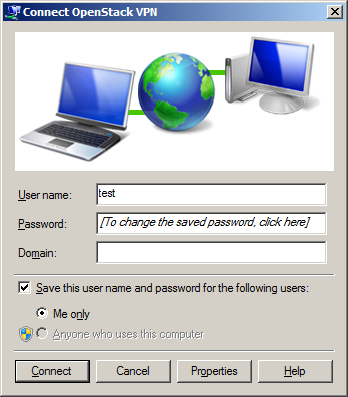 Connect OpenStack VPN
User name: test
Password: [To change the saved password, click here]
Domain:
Save this user name and password for the following users:
Me only
Anyone who uses this computer
Connect Cancel Properties Help